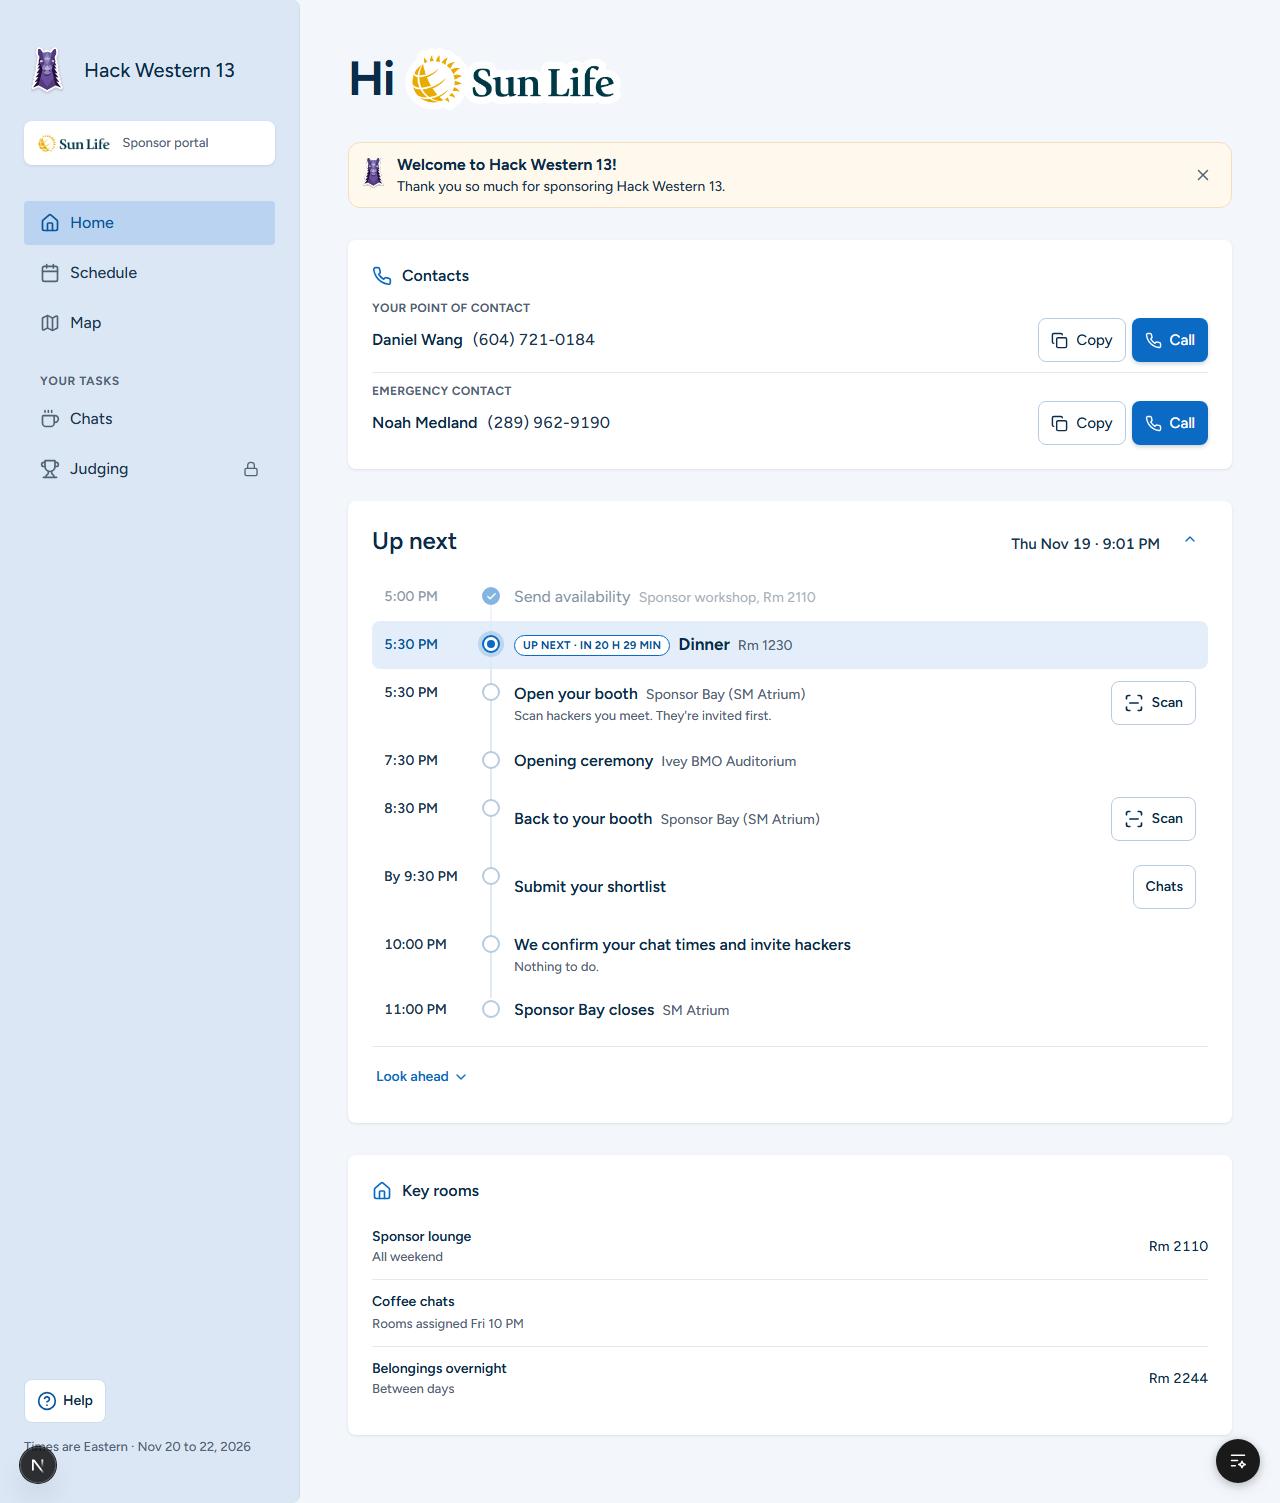 Hack Western 13
Sun Life Sponsor portal
Home
Schedule
Map
YOUR TASKS
Chats
Judging
Help
Times are Eastern · Nov 20 to 22, 2026
N
Hi Sun Life
Welcome to Hack Western 13!
Thank you so much for sponsoring Hack Western 13.
Contacts
YOUR POINT OF CONTACT
Daniel Wang (604) 721-0184 Copy Call
EMERGENCY CONTACT
Noah Medland (289) 962-9190 Copy Call
Up next Thu Nov 19 · 9:01 PM
5:00 PM Send availability Sponsor workshop, Rm 2110
5:30 PM UP NEXT · IN 20 H 29 MIN Dinner Rm 1230
5:30 PM Open your booth Sponsor Bay (SM Atrium) Scan
Scan hackers you meet. They're invited first.
7:30 PM Opening ceremony Ivey BMO Auditorium
8:30 PM Back to your booth Sponsor Bay (SM Atrium) Scan
By 9:30 PM Submit your shortlist Chats
10:00 PM We confirm your chat times and invite hackers
Nothing to do.
11:00 PM Sponsor Bay closes SM Atrium
Look ahead
Key rooms
Sponsor lounge
All weekend
Rm 2110
Coffee chats
Rooms assigned Fri 10 PM
Belongings overnight
Between days
Rm 2244